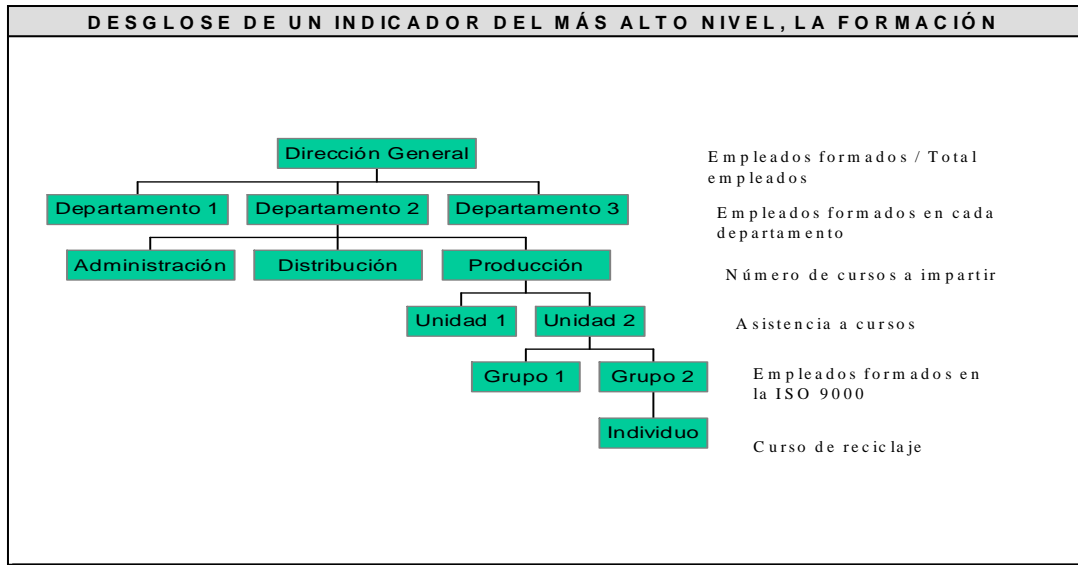 DESGLOSE DE UN INDICADOR DEL MÁS ALTO NIVEL, LA FORMACIÓN
Dirección General
Empleados formados / Total
empleados
Departamento 1
Departamento 2
Departamento 3
Empleados formados en cada
departamento
Administración
Distribución
Producción
Número de cursos a impartir
Unidad 1
Unidad 2
Asistencia a cursos
Grupo 1
Grupo 2
Empleados formados en
la ISO 9000
Individuo
Curso de reciclaje